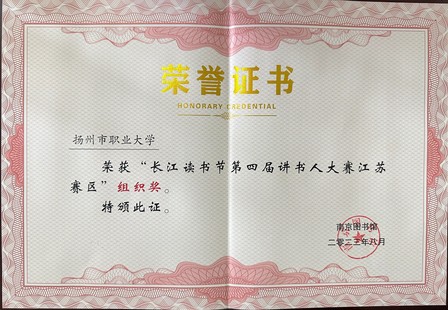 荣誉证书
HONORARY CREDENTIAL
扬州市职业大学
荣获“长江读书节第四届讲书人大赛江苏
赛区”组织奖。
特颁此证。
南京图书馆
二〇二三年八月